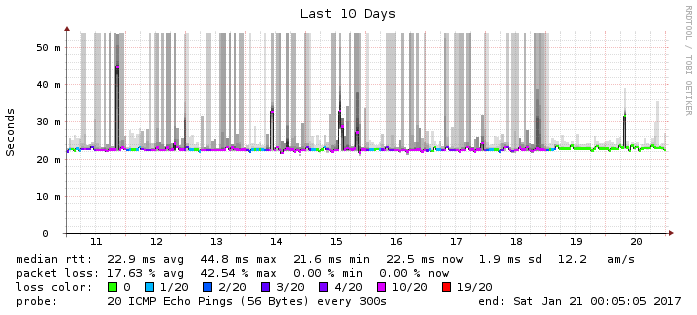 Last 10 Days
RRDTOOL / TOBI OETIKER
Seconds
50 m
40 m
30 m
20 m
10 m
0
11 12 13 14 15 16 17 18 19 20
median rtt: 22.9 ms avg 44.8 ms max 21.6 ms min 22.5 ms now 1.9 ms sd 12.2 am/s
packet loss: 17.63 % avg 42.54 % max 0.00 % min 0.00 % now
loss color: 0 1/20 2/20 3/20 4/20 10/20 19/20
probe: 20 ICMP Echo Pings (56 Bytes) every 300s end: Sat Jan 21 00:05:05 2017